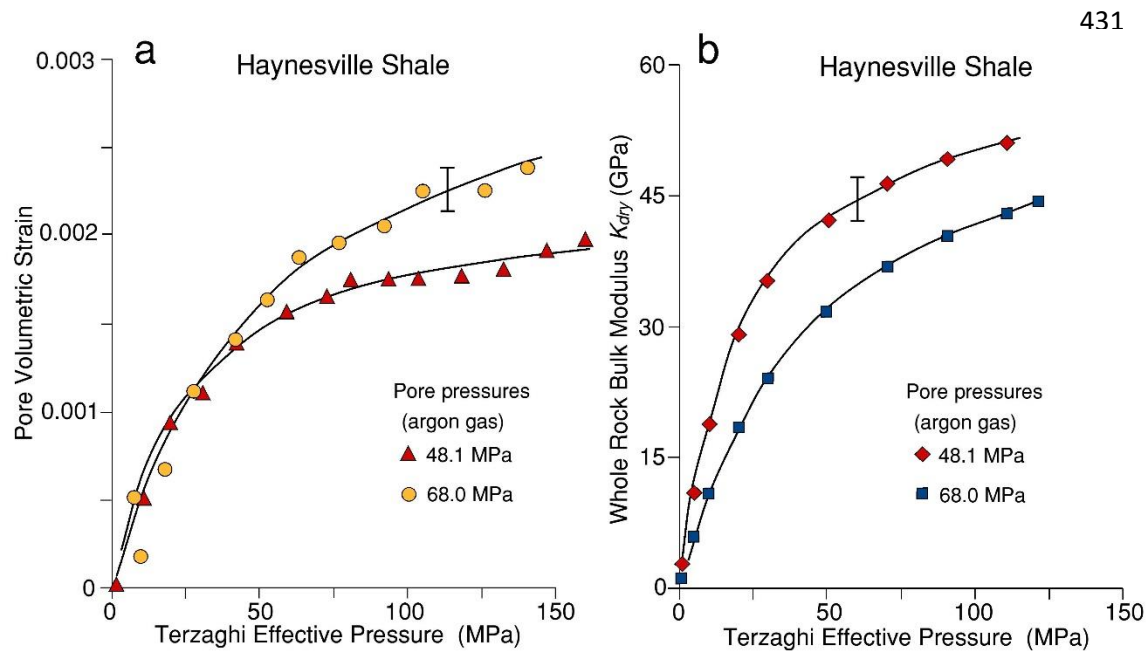 431
a
Haynesville Shale
0.003
0.002
0.001
0
Pore Volumetric Strain
Pore pressures
(argon gas)
48.1 MPa
68.0 MPa
0
50
100
150
Terzaghi Effective Pressure (MPa)
b
Haynesville Shale
60
45
30
15
0
Whole Rock Bulk Modulus Kdry (GPa)
Pore pressures
(argon gas)
48.1 MPa
68.0 MPa
0
50
100
150
Terzaghi Effective Pressure (MPa)